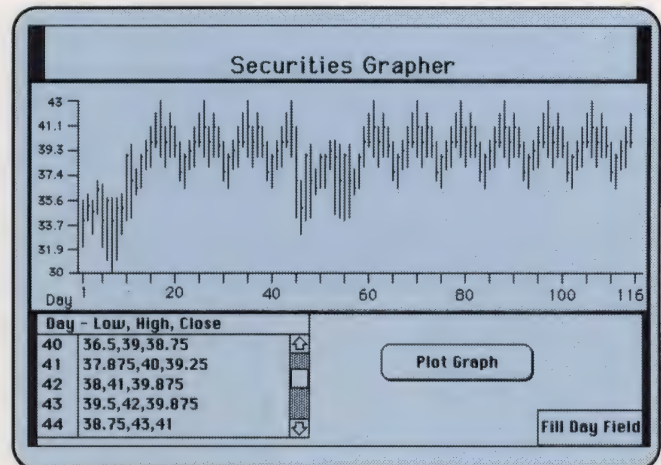 Securities Grapher
43
41.1
39.3
37.4
35.6
33.7
31.9
30
Day 1 20 40 60 80 100 116
Day - Low, High, Close
40 36.5,39,38.75
41 37.875,40,39.25
42 38,41,39.875
43 39.5,42,39.875
44 38.75,43,41
Plot Graph
Fill Day Field